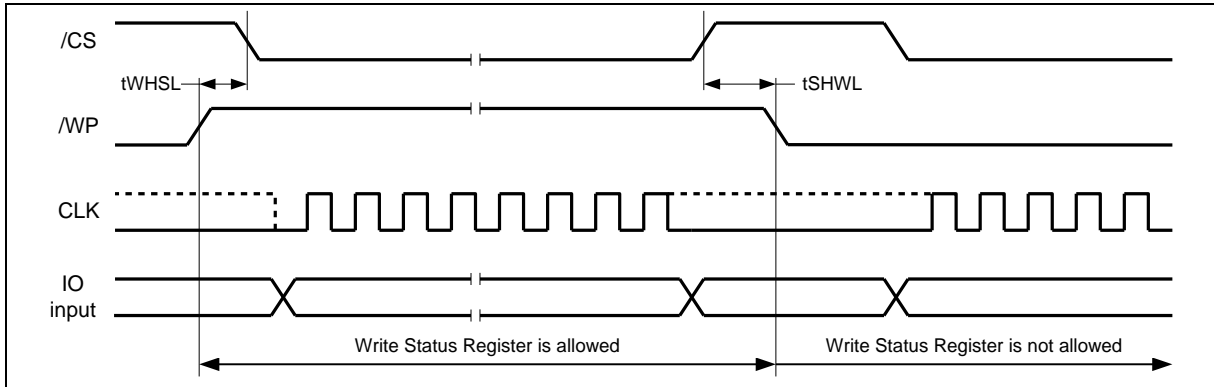 /CS
tWHSL
tSHWL
/WP
CLK
IO
input
Write Status Register is allowed
Write Status Register is not allowed